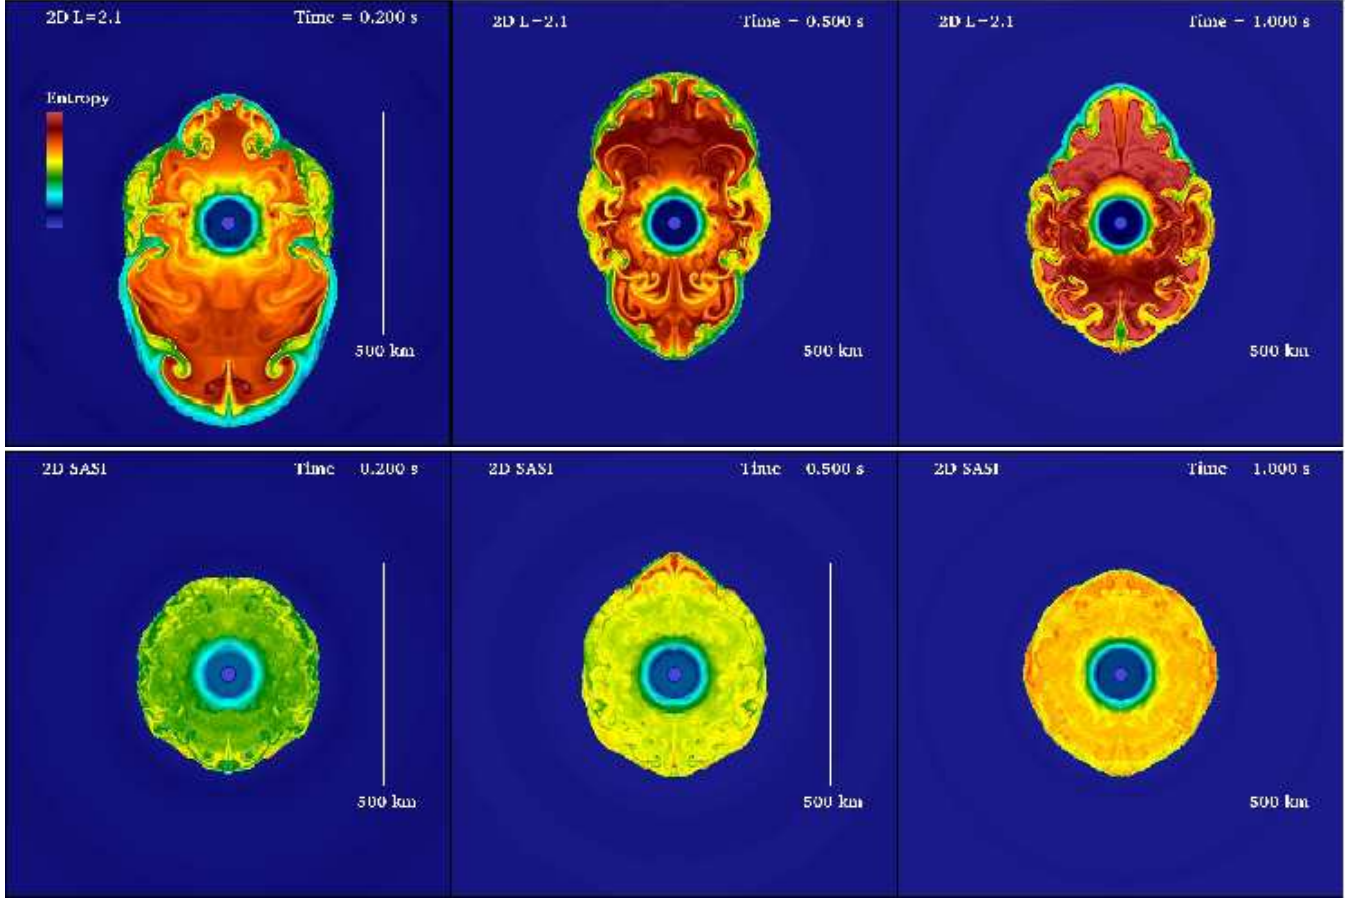 2D L=2.1 Time = 0.200 s
2D L=2.1 Time = 0.500 s
2D L=2.1 Time = 1.000 s
Entropy
500 km
500 km
500 km
2D SASI Time 0.200 s
2D SASI Time 0.500 s
2D SASI Time 1.000 s
500 km
500 km
500 km